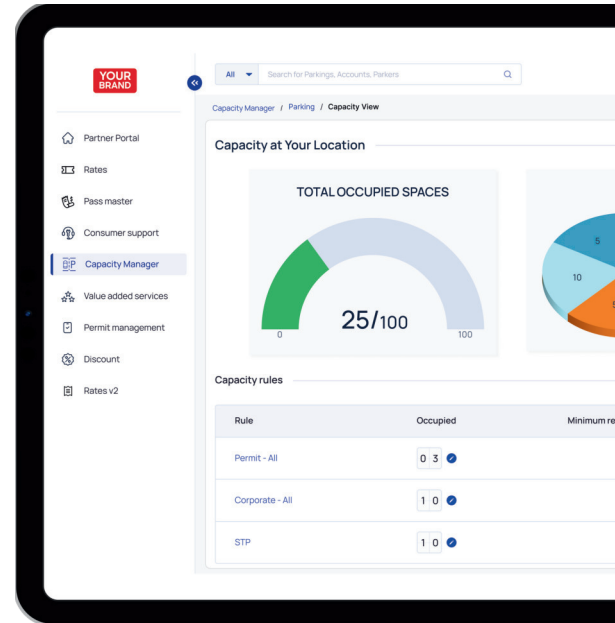 YOUR
BRAND
All
Search for Parkings, Accounts, Parkers
Capacity Manager / Parking / Capacity View
Partner Portal
Rates
Pass master
Consumer support
Capacity Manager
Value added services
Permit management
Discount
Rates v2
Capacity at Your Location
TOTAL OCCUPIED SPACES
25/100
0
100
5
10
5
Capacity rules
Rule Occupied Minimum re
Permit - All 0 3
Corporate - All 1 0
STP 1 0